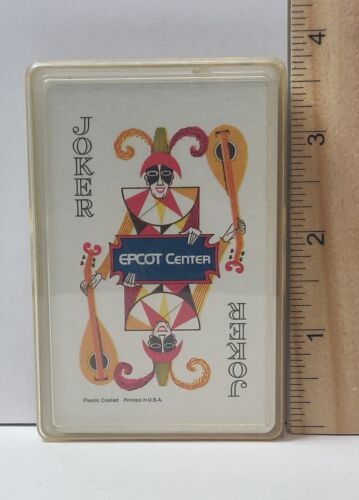 JOKER
EPCOT CENTER
JOKER
Plastic Coated Printed in U.S.A.
4
3
2
1